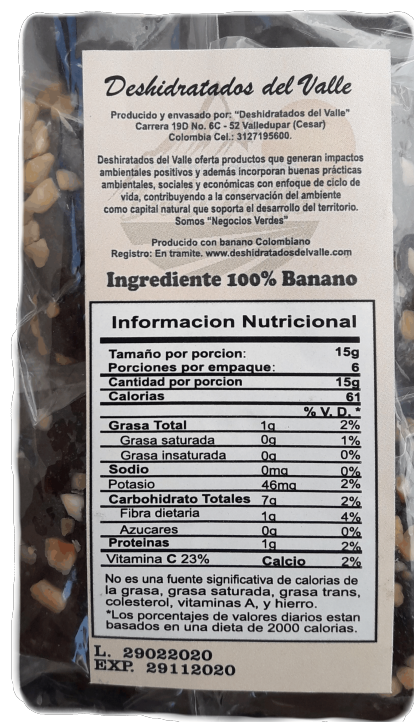 Deshidratados del Valle
Producido y envasado por: "Deshidratados del Valle"
Carrera 19D No. 6C - 52 Valledupar (Cesar)
Colombia Cel.: 3127195600.
Deshiratados del Valle oferta productos que generan impactos
ambientales positivos y además incorporan buenas prácticas
ambientales, sociales y económicas con enfoque de ciclo de
vida, contribuyendo a la conservación del ambiente
como capital natural que soporta el desarrollo del territorio.
Somos "Negocios Verdes"
Producido con banano Colombiano
Registro: En tramite. www.deshidratadosdelvalle.com
Ingrediente 100% Banano
Informacion Nutricional
Tamaño por porcion: 15g
Porciones por empaque: 6
Cantidad por porcion 15g
Calorias 61
% V. D. *
Grasa Total 1g 2%
Grasa saturada 0g 1%
Grasa insaturada 0g 0%
Sodio 0mg 0%
Potasio 46mg 2%
Carbohidrato Totales 7g 2%
Fibra dietaria 1g 4%
Azucares 0g 0%
Proteinas 1g 2%
Vitamina C 23% Calcio 2%
No es una fuente significativa de calorias de
la grasa, grasa saturada, grasa trans,
colesterol, vitaminas A, y hierro.
*Los porcentajes de valores diarios estan
basados en una dieta de 2000 calorias.
L. 29022020
EXP. 29112020